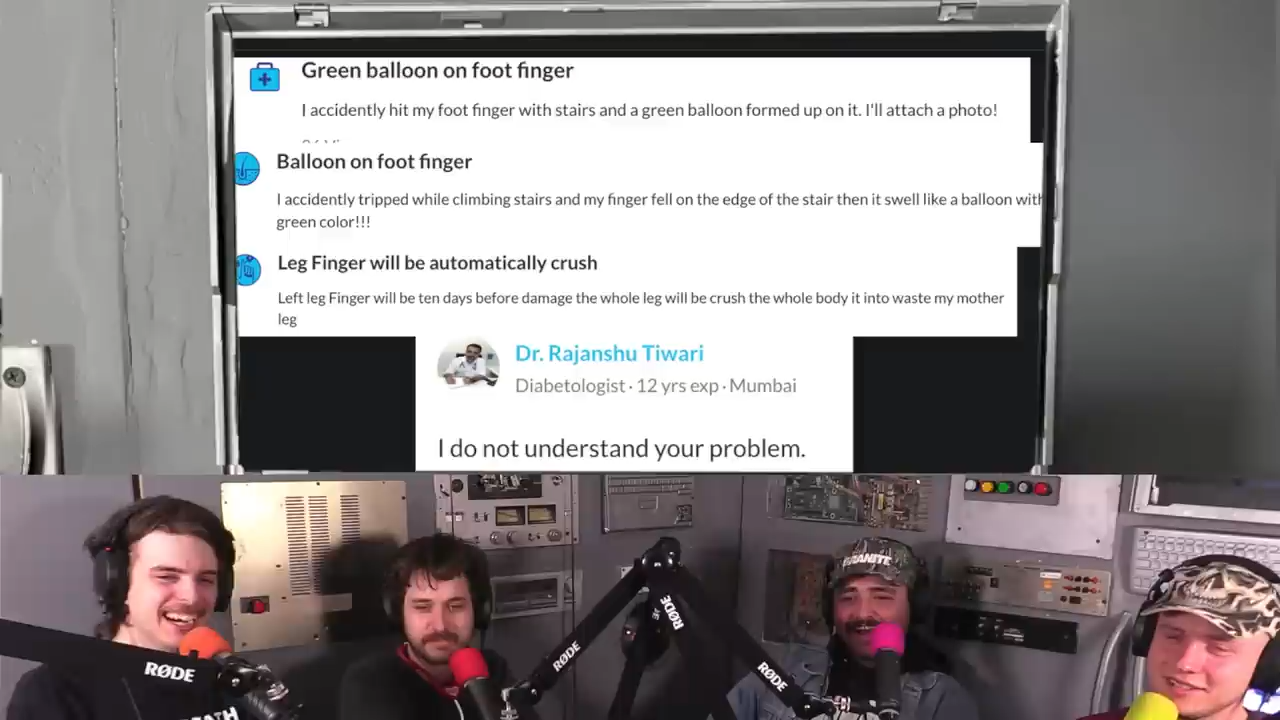 Green balloon on foot finger
I accidently hit my foot finger with stairs and a green balloon formed up on it. I'll attach a photo!
Balloon on foot finger
I accidently tripped while climbing stairs and my finger fell on the edge of the stair then it swell like a balloon with
green color!!!
Leg Finger will be automatically crush
Left leg Finger will be ten days before damage the whole leg will be crush the whole body it into waste my mother
leg
Dr. Rajanshu Tiwari
Diabetologist · 12 yrs exp · Mumbai
I do not understand your problem.
RØDE
RØDE
RØDE
RØDE